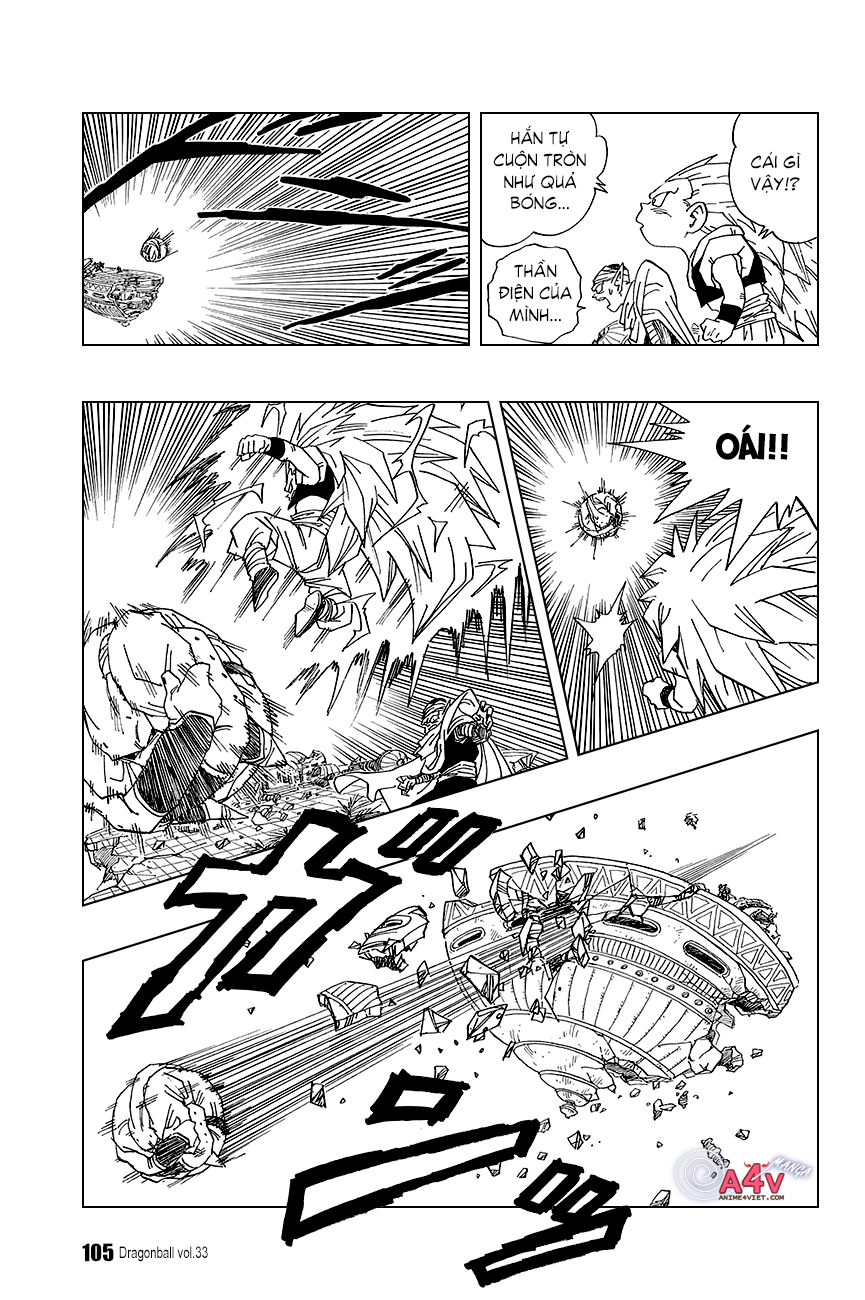 CÁI GÌ
VẬY!?
HẮN TỰ
CUỘN TRÒN
NHƯ QUẢ
BÓNG...
THẦN
ĐIỆN CỦA
MÌNH...
OÁI!!
MANGA
A4V
ANIME4VIET.COM
105 Dragonball vol.33